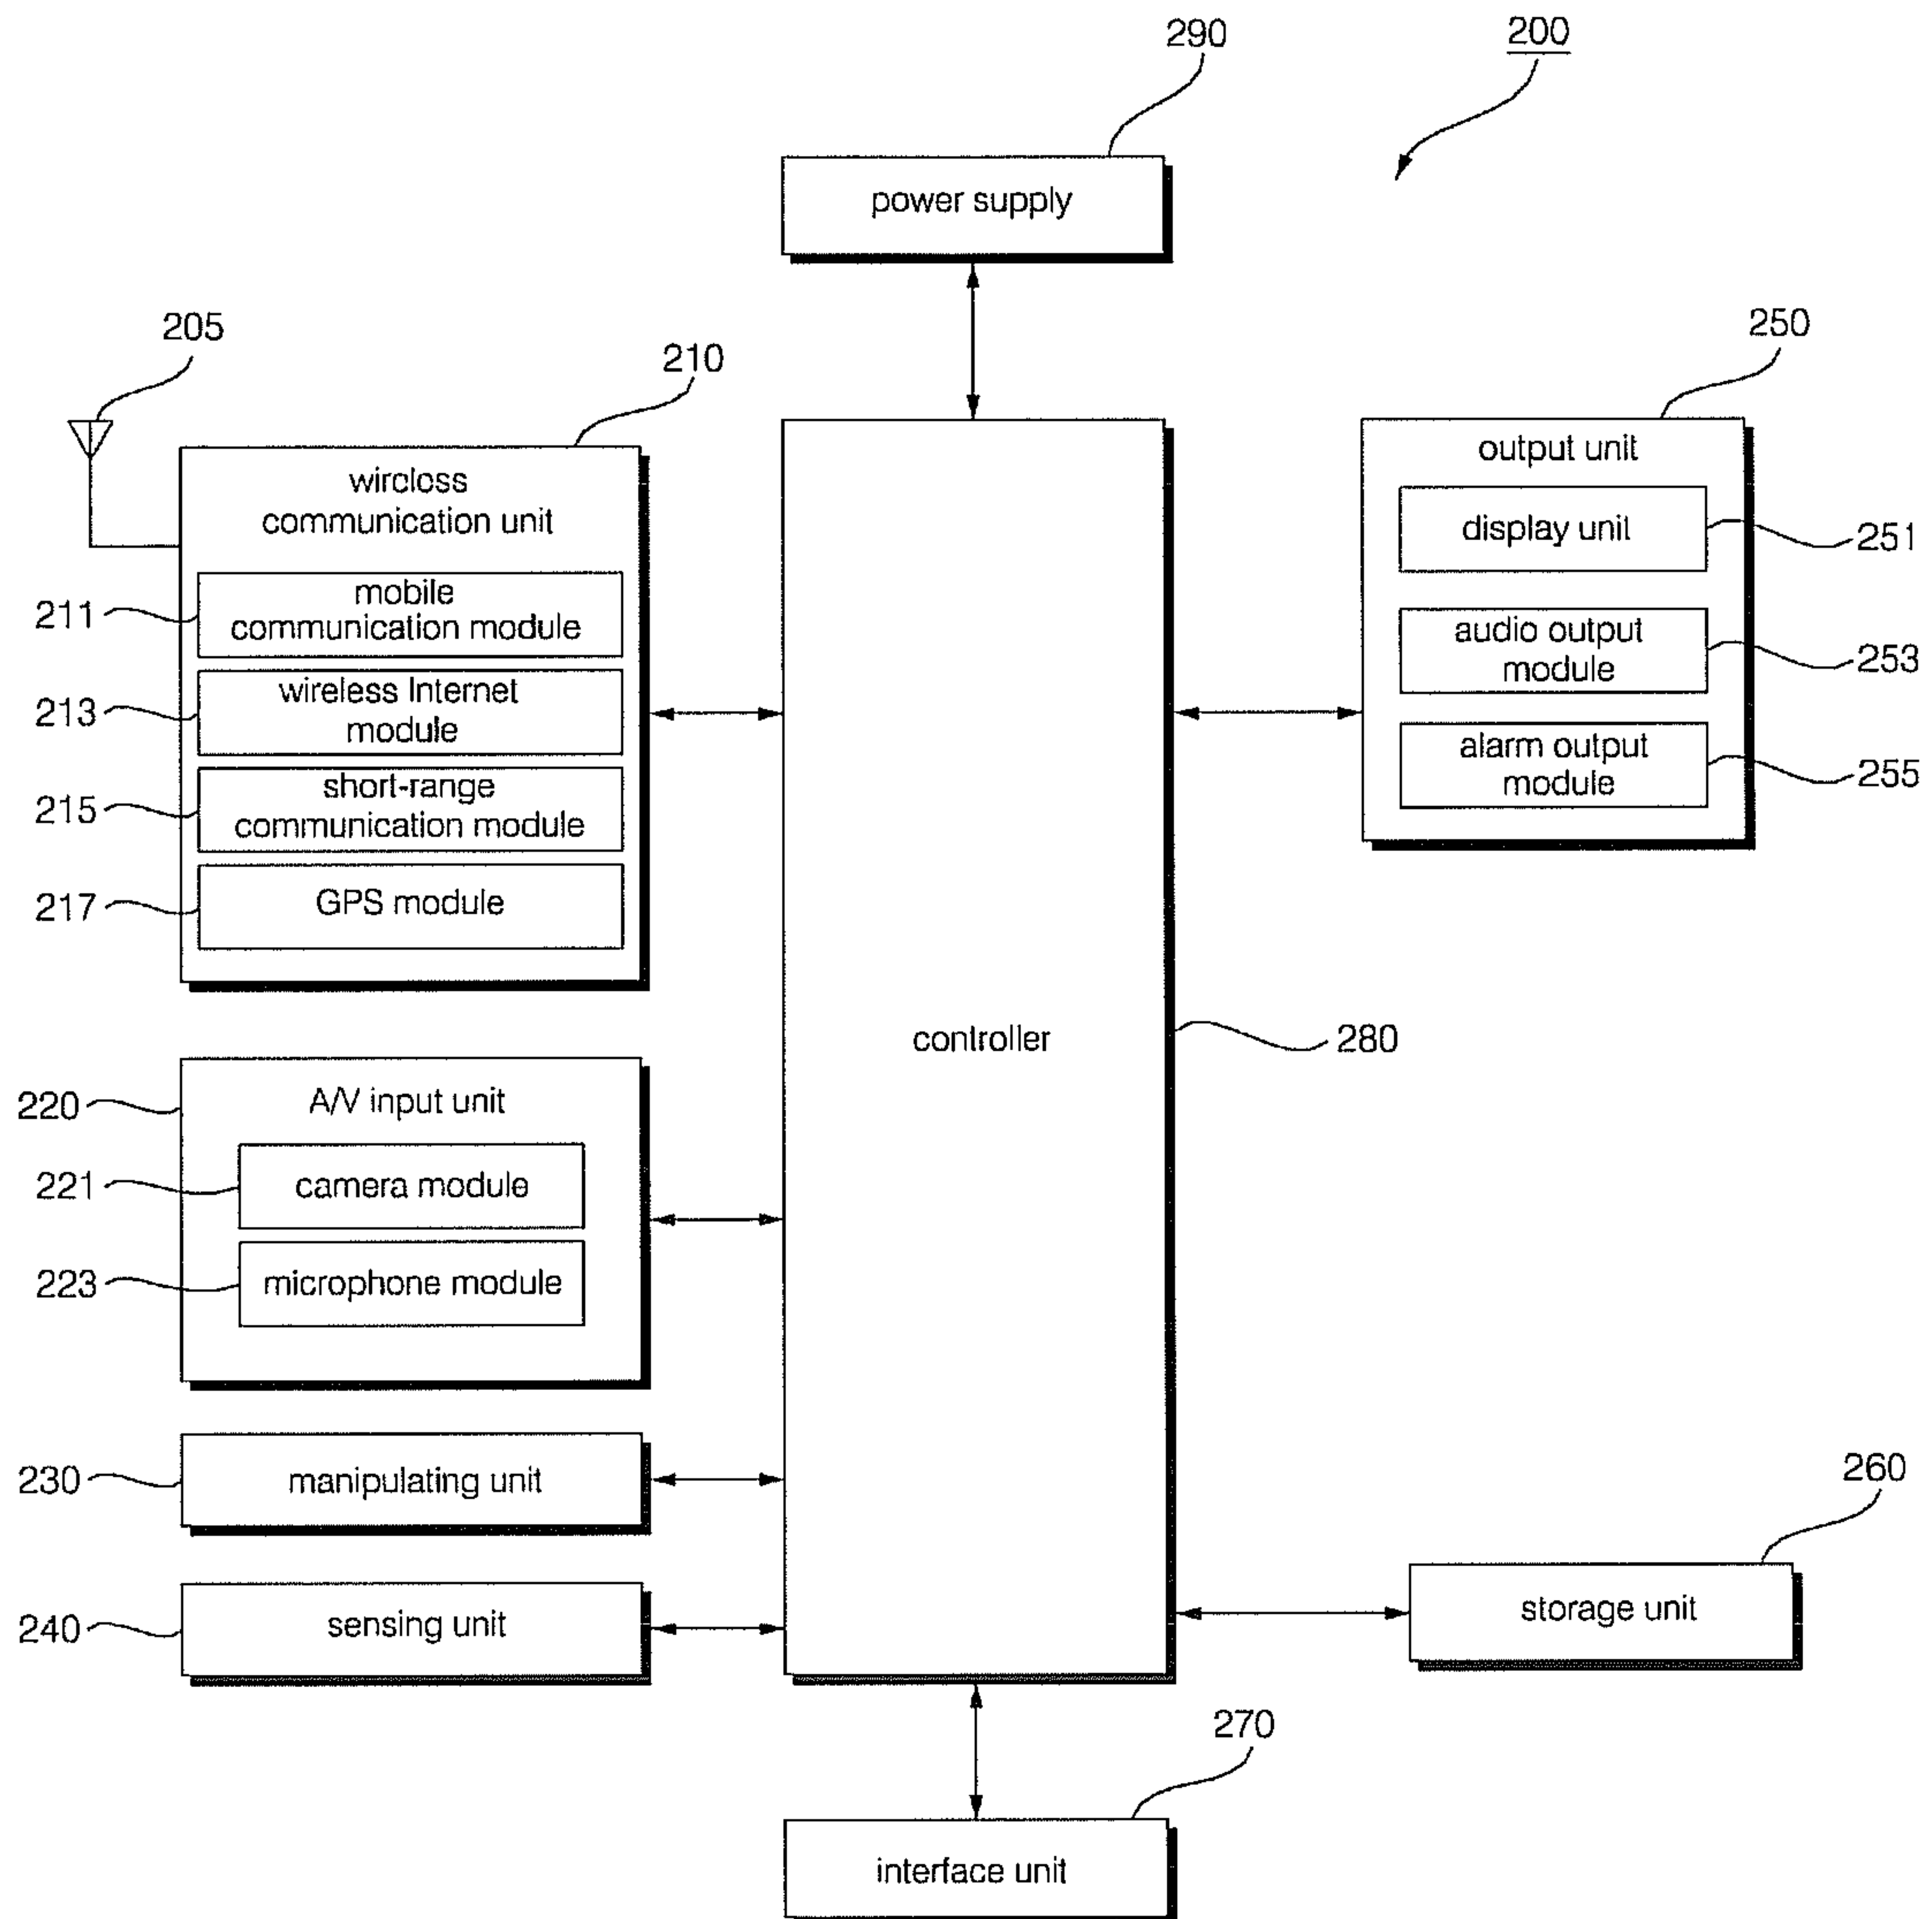 290
200
power supply
205
210
250
wircloss
communication unit
output unit
display unit
251
211
mobile
communication module
audio output
module
253
213
wireless Internet
module
alarm output
module
255
215
short-range
communication module
217
GPS module
controller
280
220
A/V input unit
221
camera module
223
microphone module
230
manipulating unit
260
240
sensing unit
storage unit
270
interface unit